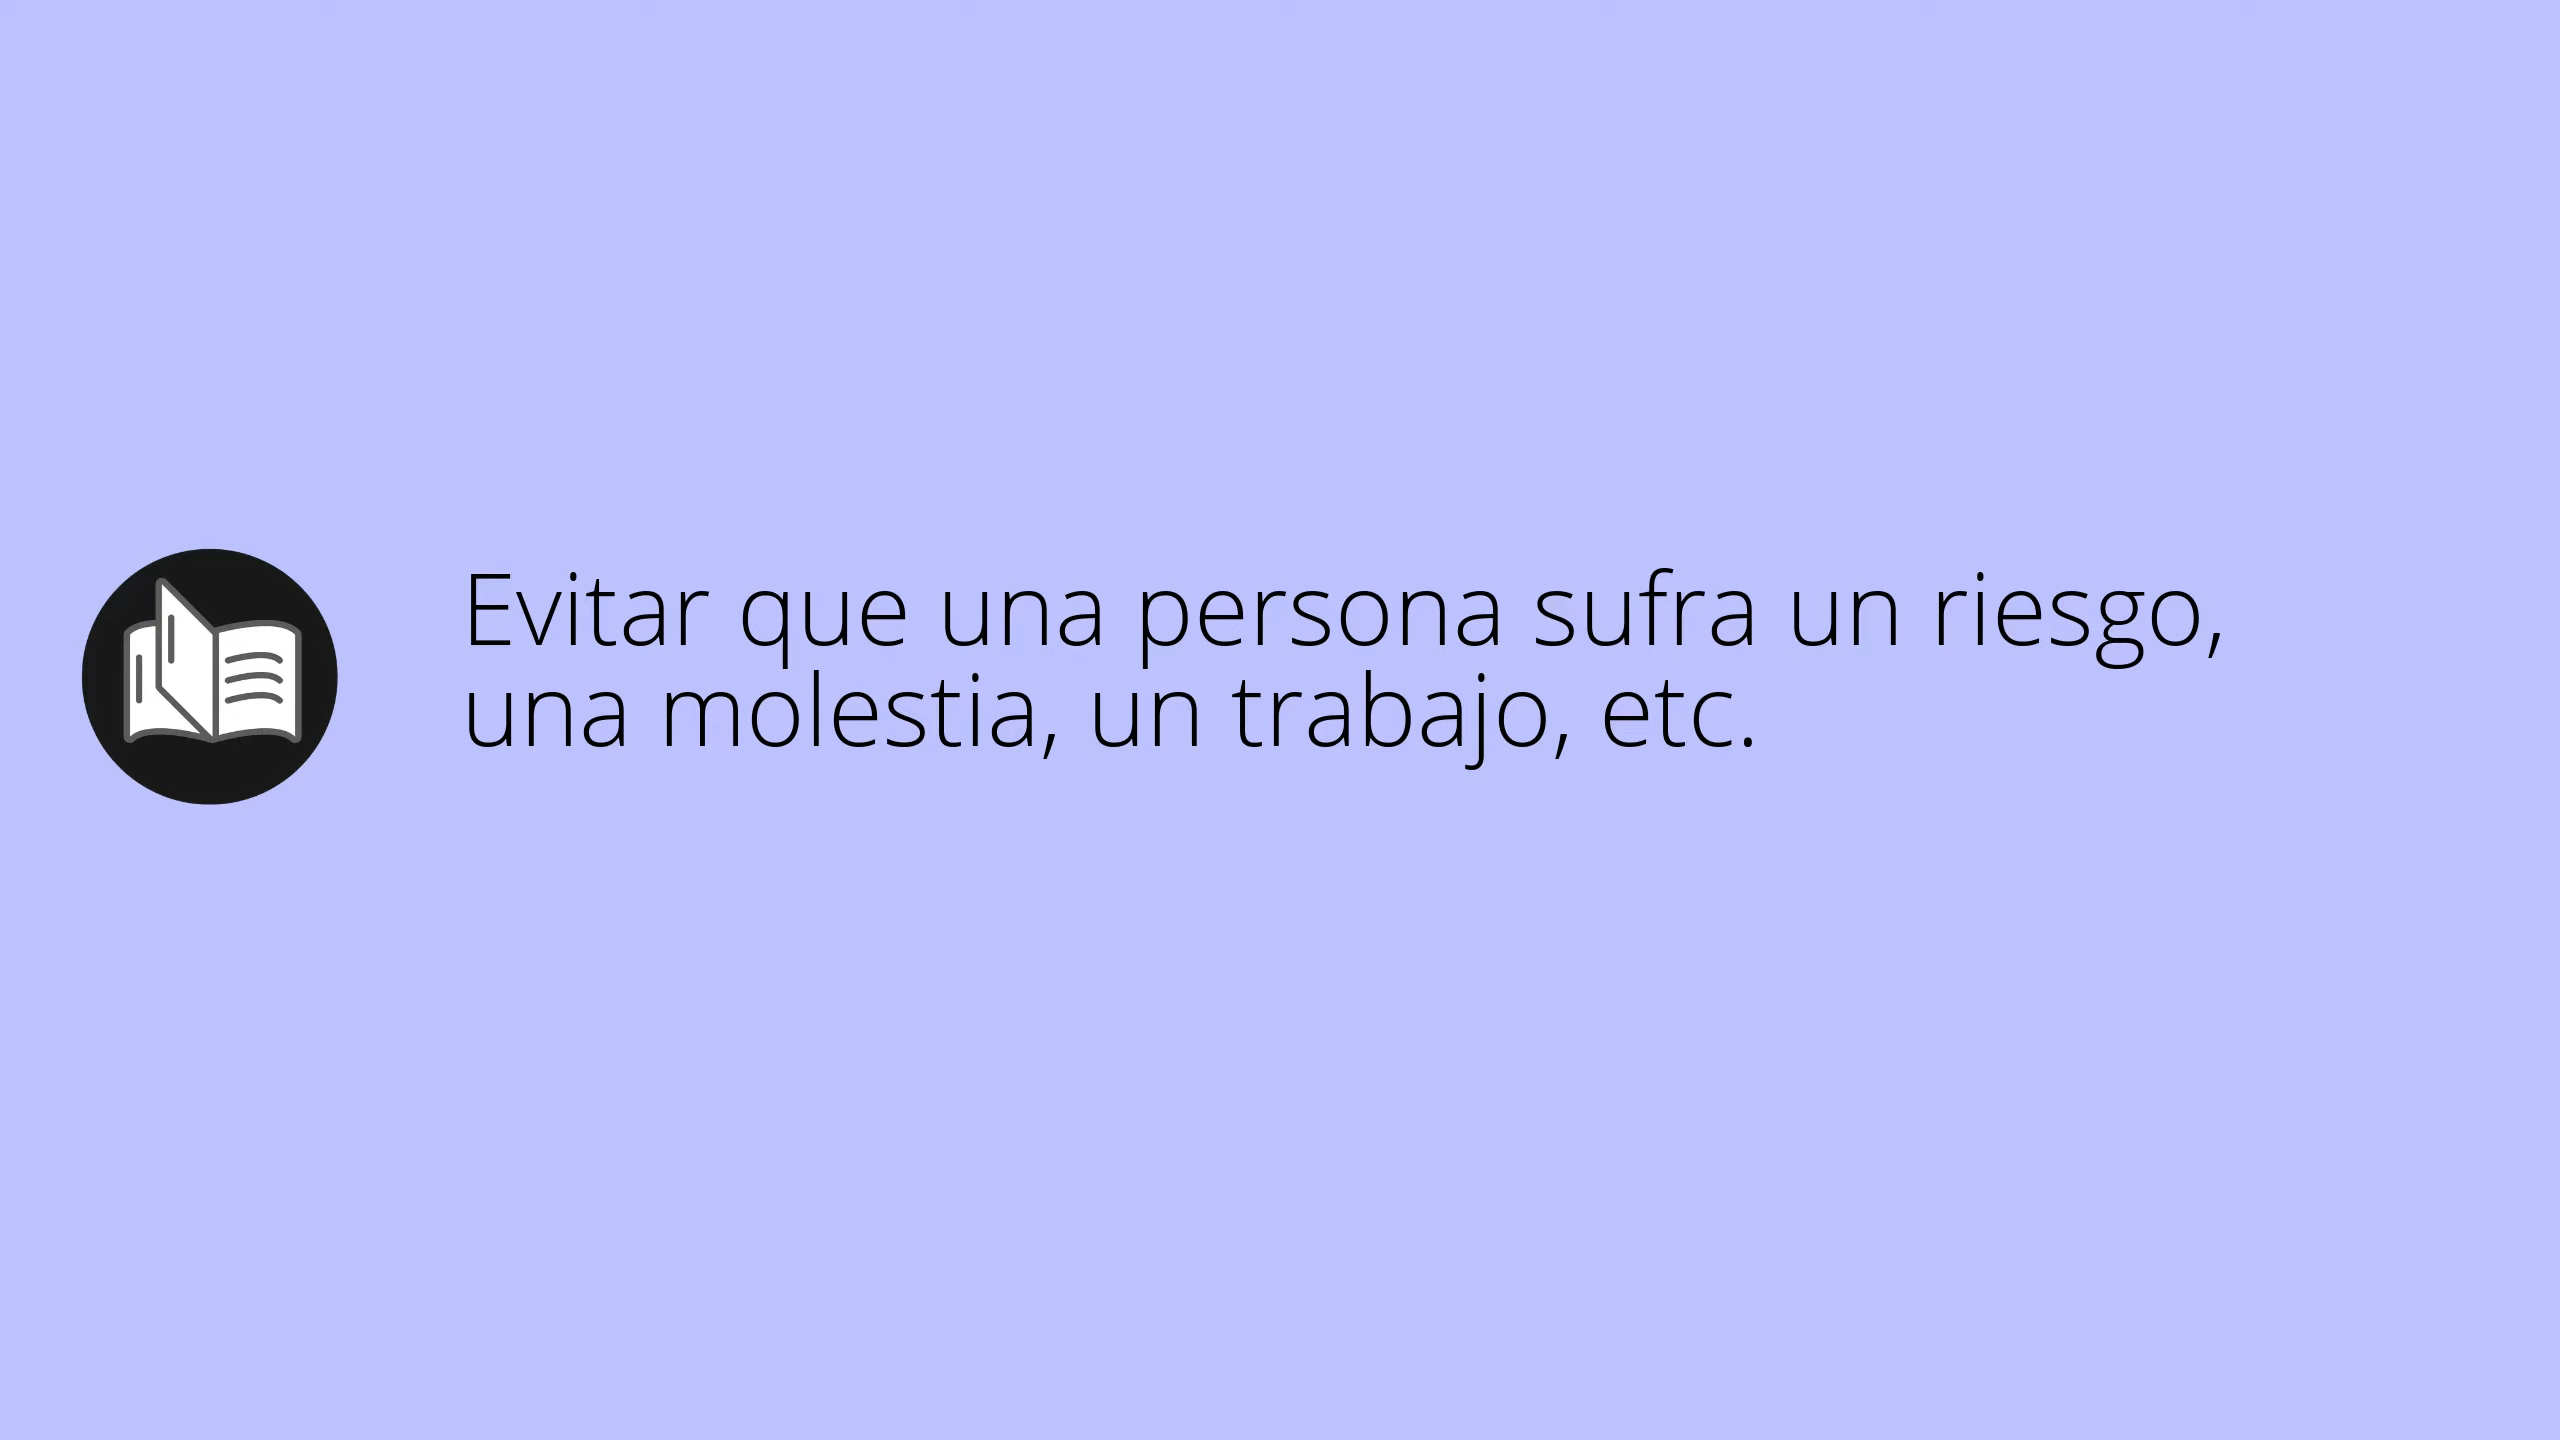 Evitar que una persona sufra un riesgo,
una molestia, un trabajo, etc.